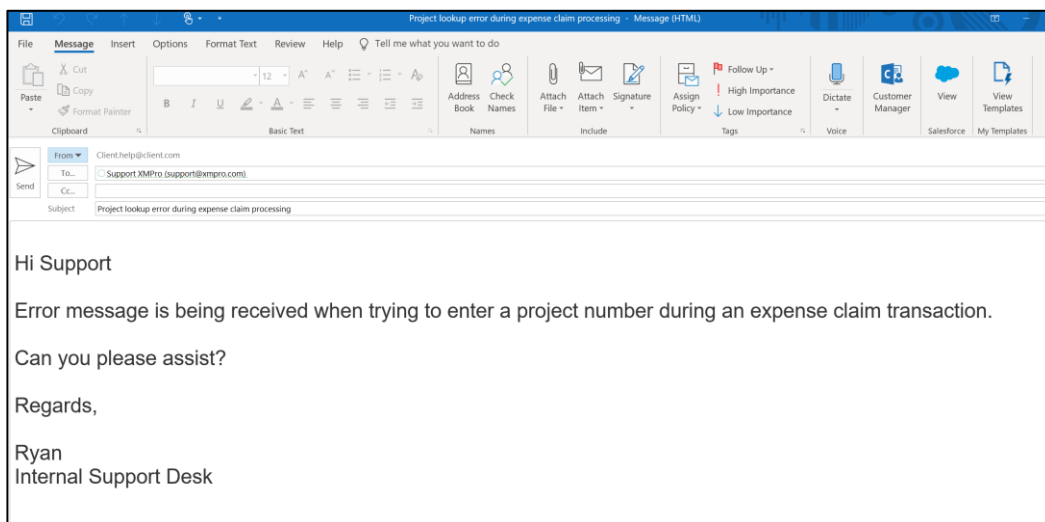 Project lookup error during expense claim processing - Message (HTML)
File Message Insert Options Format Text Review Help Tell me what you want to do
Paste
Cut
Copy
Format Painter
Clipboard
12
B I U
Basic Text
Address Book
Check Names
Names
Attach File
Attach Item
Signature
Include
Assign Policy
Follow Up
High Importance
Low Importance
Tags
Dictate
Voice
Customer Manager
View
Salesforce
View Templates
My Templates
Send
From Client.help@client.com
To... Support XMPro (support@xmpro.com)
Cc...
Subject Project lookup error during expense claim processing
Hi Support
Error message is being received when trying to enter a project number during an expense claim transaction.
Can you please assist?
Regards,
Ryan
Internal Support Desk